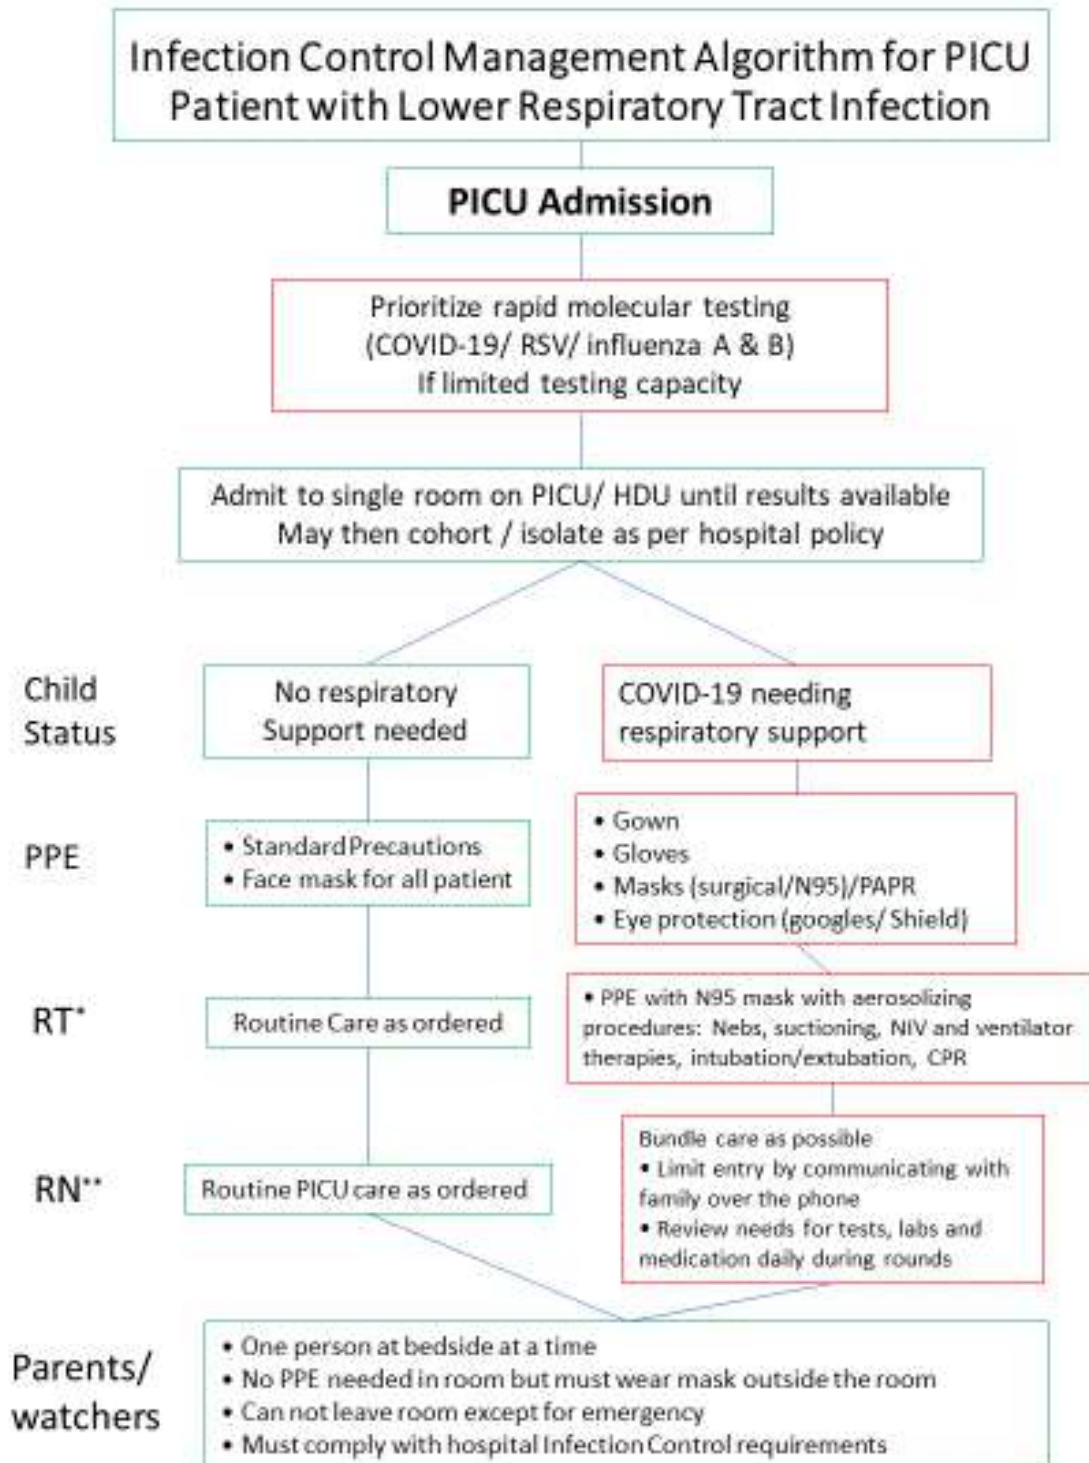 Infection Control Management Algorithm for PICU
Patient with Lower Respiratory Tract Infection
PICU Admission
Prioritize rapid molecular testing
(COVID-19/ RSV/ influenza A & B)
If limited testing capacity
Admit to single room on PICU/ HDU until results available
May then cohort / isolate as per hospital policy
Child
Status
No respiratory
Support needed
COVID-19 needing
respiratory support
PPE
• Standard Precautions
• Face mask for all patient
• Gown
• Gloves
• Masks (surgical/N95)/PAPR
• Eye protection (googles/ Shield)
RT*
Routine Care as ordered
• PPE with N95 mask with aerosolizing
procedures: Nebs, suctioning, NIV and ventilator
therapies, intubation/extubation, CPR
RN**
Routine PICU care as ordered
Bundle care as possible
• Limit entry by communicating with
family over the phone
• Review needs for tests, labs and
medication daily during rounds
Parents/
watchers
• One person at bedside at a time
• No PPE needed in room but must wear mask outside the room
• Can not leave room except for emergency
• Must comply with hospital Infection Control requirements